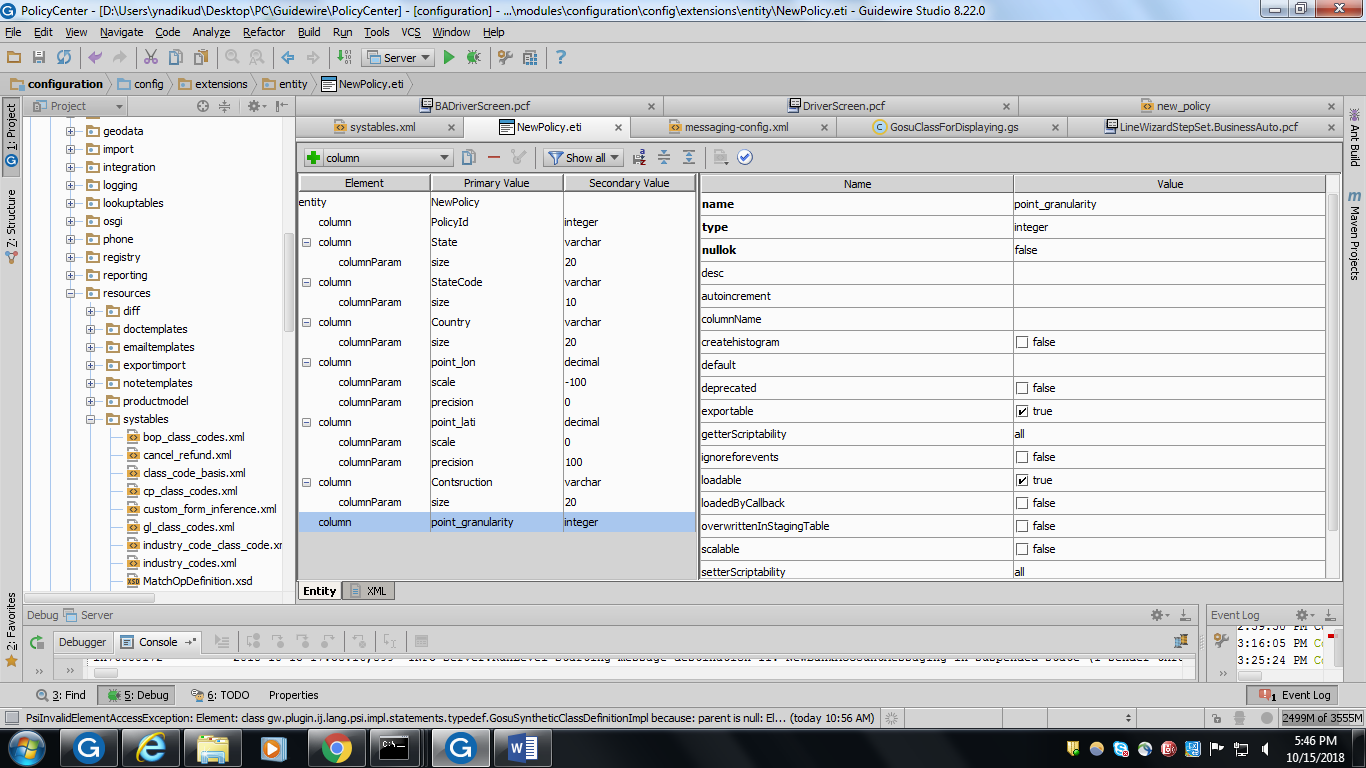 PolicyCenter - [D:\Users\ynadikud\Desktop\PC\Guidewire\PolicyCenter] - [configuration] - ...\modules\configuration\config\extensions\entity\NewPolicy.eti - Guidewire Studio 8.22.0
File Edit View Navigate Code Analyze Refactor Build Run Tools VCS Window Help
Server
configuration config extensions entity NewPolicy.eti
Project
BADriverScreen.pcf DriverScreen.pcf new_policy
systables.xml NewPolicy.eti messaging-config.xml GosuClassForDisplaying.gs LineWizardStepSet.BusinessAuto.pcf
1: Project
Z: Structure
2: Favorites
Ant Build
Maven Projects
geodata
import
integration
logging
lookuptables
osgi
phone
registry
reporting
resources
diff
doctemplates
emailtemplates
exportimport
notetemplates
productmodel
systables
bop_class_codes.xml
cancel_refund.xml
class_code_basis.xml
cp_class_codes.xml
custom_form_inference.xml
gl_class_codes.xml
industry_code_class_code.xr
industry_codes.xml
MatchOpDefinition.xsd
column Show all
Element Primary Value Secondary Value
entity NewPolicy
column PolicyId integer
column State varchar
columnParam size 20
column StateCode varchar
columnParam size 10
column Country varchar
columnParam size 20
column point_lon decimal
columnParam scale -100
columnParam precision 0
column point_lati decimal
columnParam scale 0
columnParam precision 100
column Contsruction varchar
columnParam size 20
column point_granularity integer
Name Value
name point_granularity
type integer
nullok false
desc
autoincrement
columnName
createhistogram false
default
deprecated false
exportable true
getterScriptability all
ignoreforevents false
loadable true
loadedByCallback false
overwrittenInStagingTable false
scalable false
setterScriptability all
Entity XML
Debug Server
Event Log
Debugger Console
3:16:05 PM
3:25:24 PM
3: Find 5: Debug 6: TODO Properties
1 Event Log
PsiInvalidElementAccessException: Element: class gw.plugin.ij.lang.psi.impl.statements.typedef.GosuSyntheticClassDefinitionImpl because: parent is null: El... (today 10:56 AM)
2499M of 3555M
5:46 PM
10/15/2018